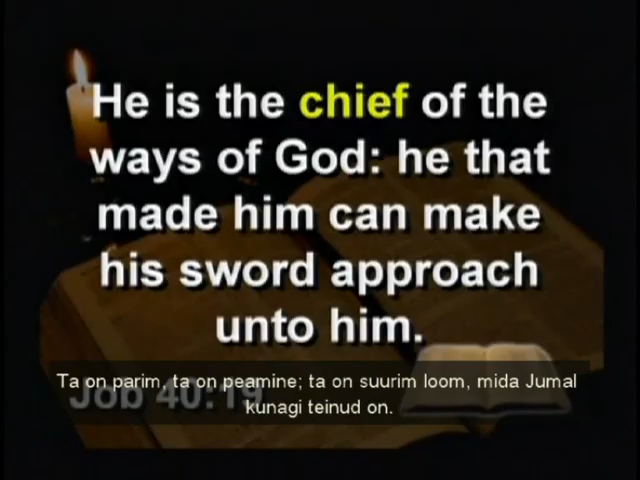 He is the chief of the
ways of God: he that
made him can make
his sword approach
unto him.
Ta on parim, ta on peamine; ta on suurim loom, mida Jumal
kunagi teinud on.
Job 40:19